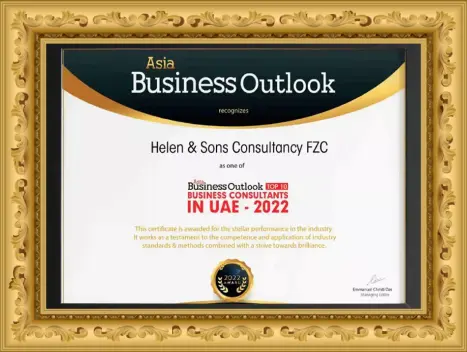 Asia
Business Outlook
recognizes
Helen & Sons Consultancy FZC
as one of
Asia
Business Outlook TOP 10
BUSINESS CONSULTANTS
IN UAE - 2022
This certificate is awarded for the stellar performance in the industry
It works as a testament to the competence and application of industry
standards & methods combined with a strive towards brilliance.
2022
AWARD
Emmanuel Christi Das
Managing Editor